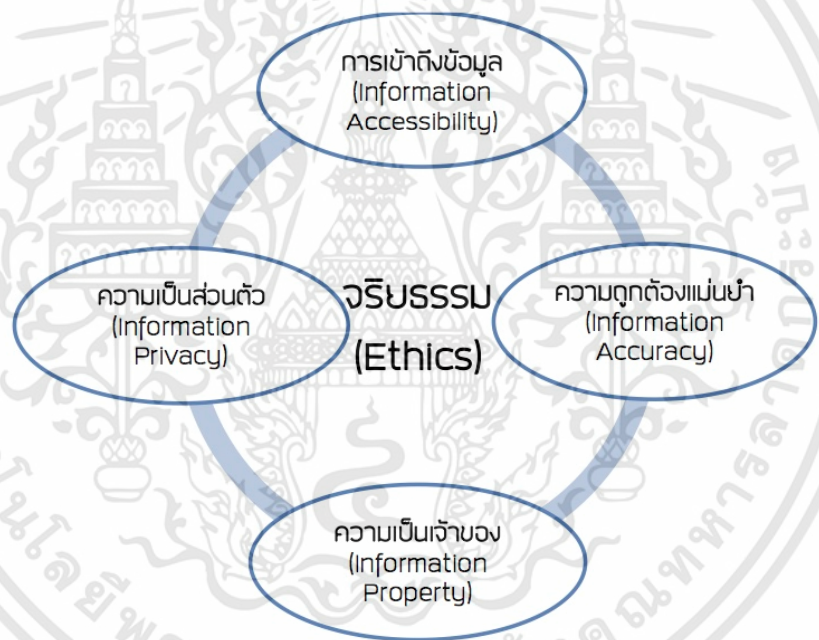 การเข้าถึงข้อมูล
(Information
Accessibility)
ความเป็นส่วนตัว
(Information
Privacy)
จริยธรรม
(Ethics)
ความถูกต้องแม่นยำ
(Information
Accuracy)
ความเป็นเจ้าของ
(Information
Property)